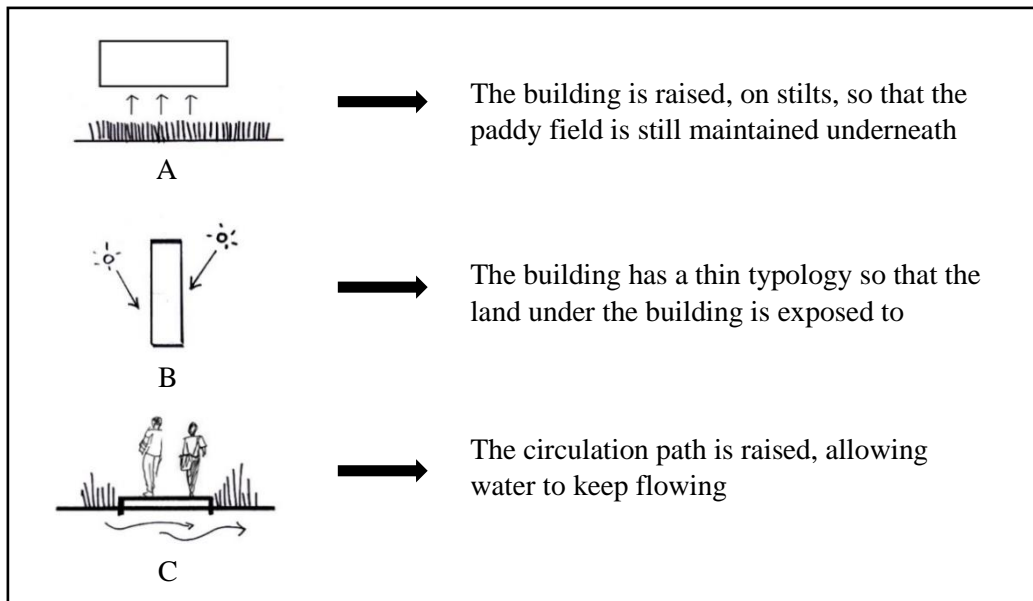 The building is raised, on stilts, so that the
paddy field is still maintained underneath
A
The building has a thin typology so that the
land under the building is exposed to
B
The circulation path is raised, allowing
water to keep flowing
C